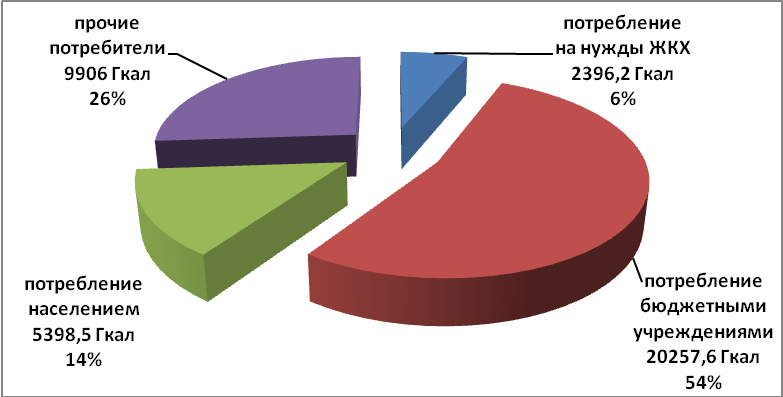 прочие
потребители
9906 Гкал
26%
потребление
на нужды ЖКХ
2396,2 Гкал
6%
потребление
населением
5398,5 Гкал
14%
потребление
бюджетными
учреждениями
20257,6 Гкал
54%